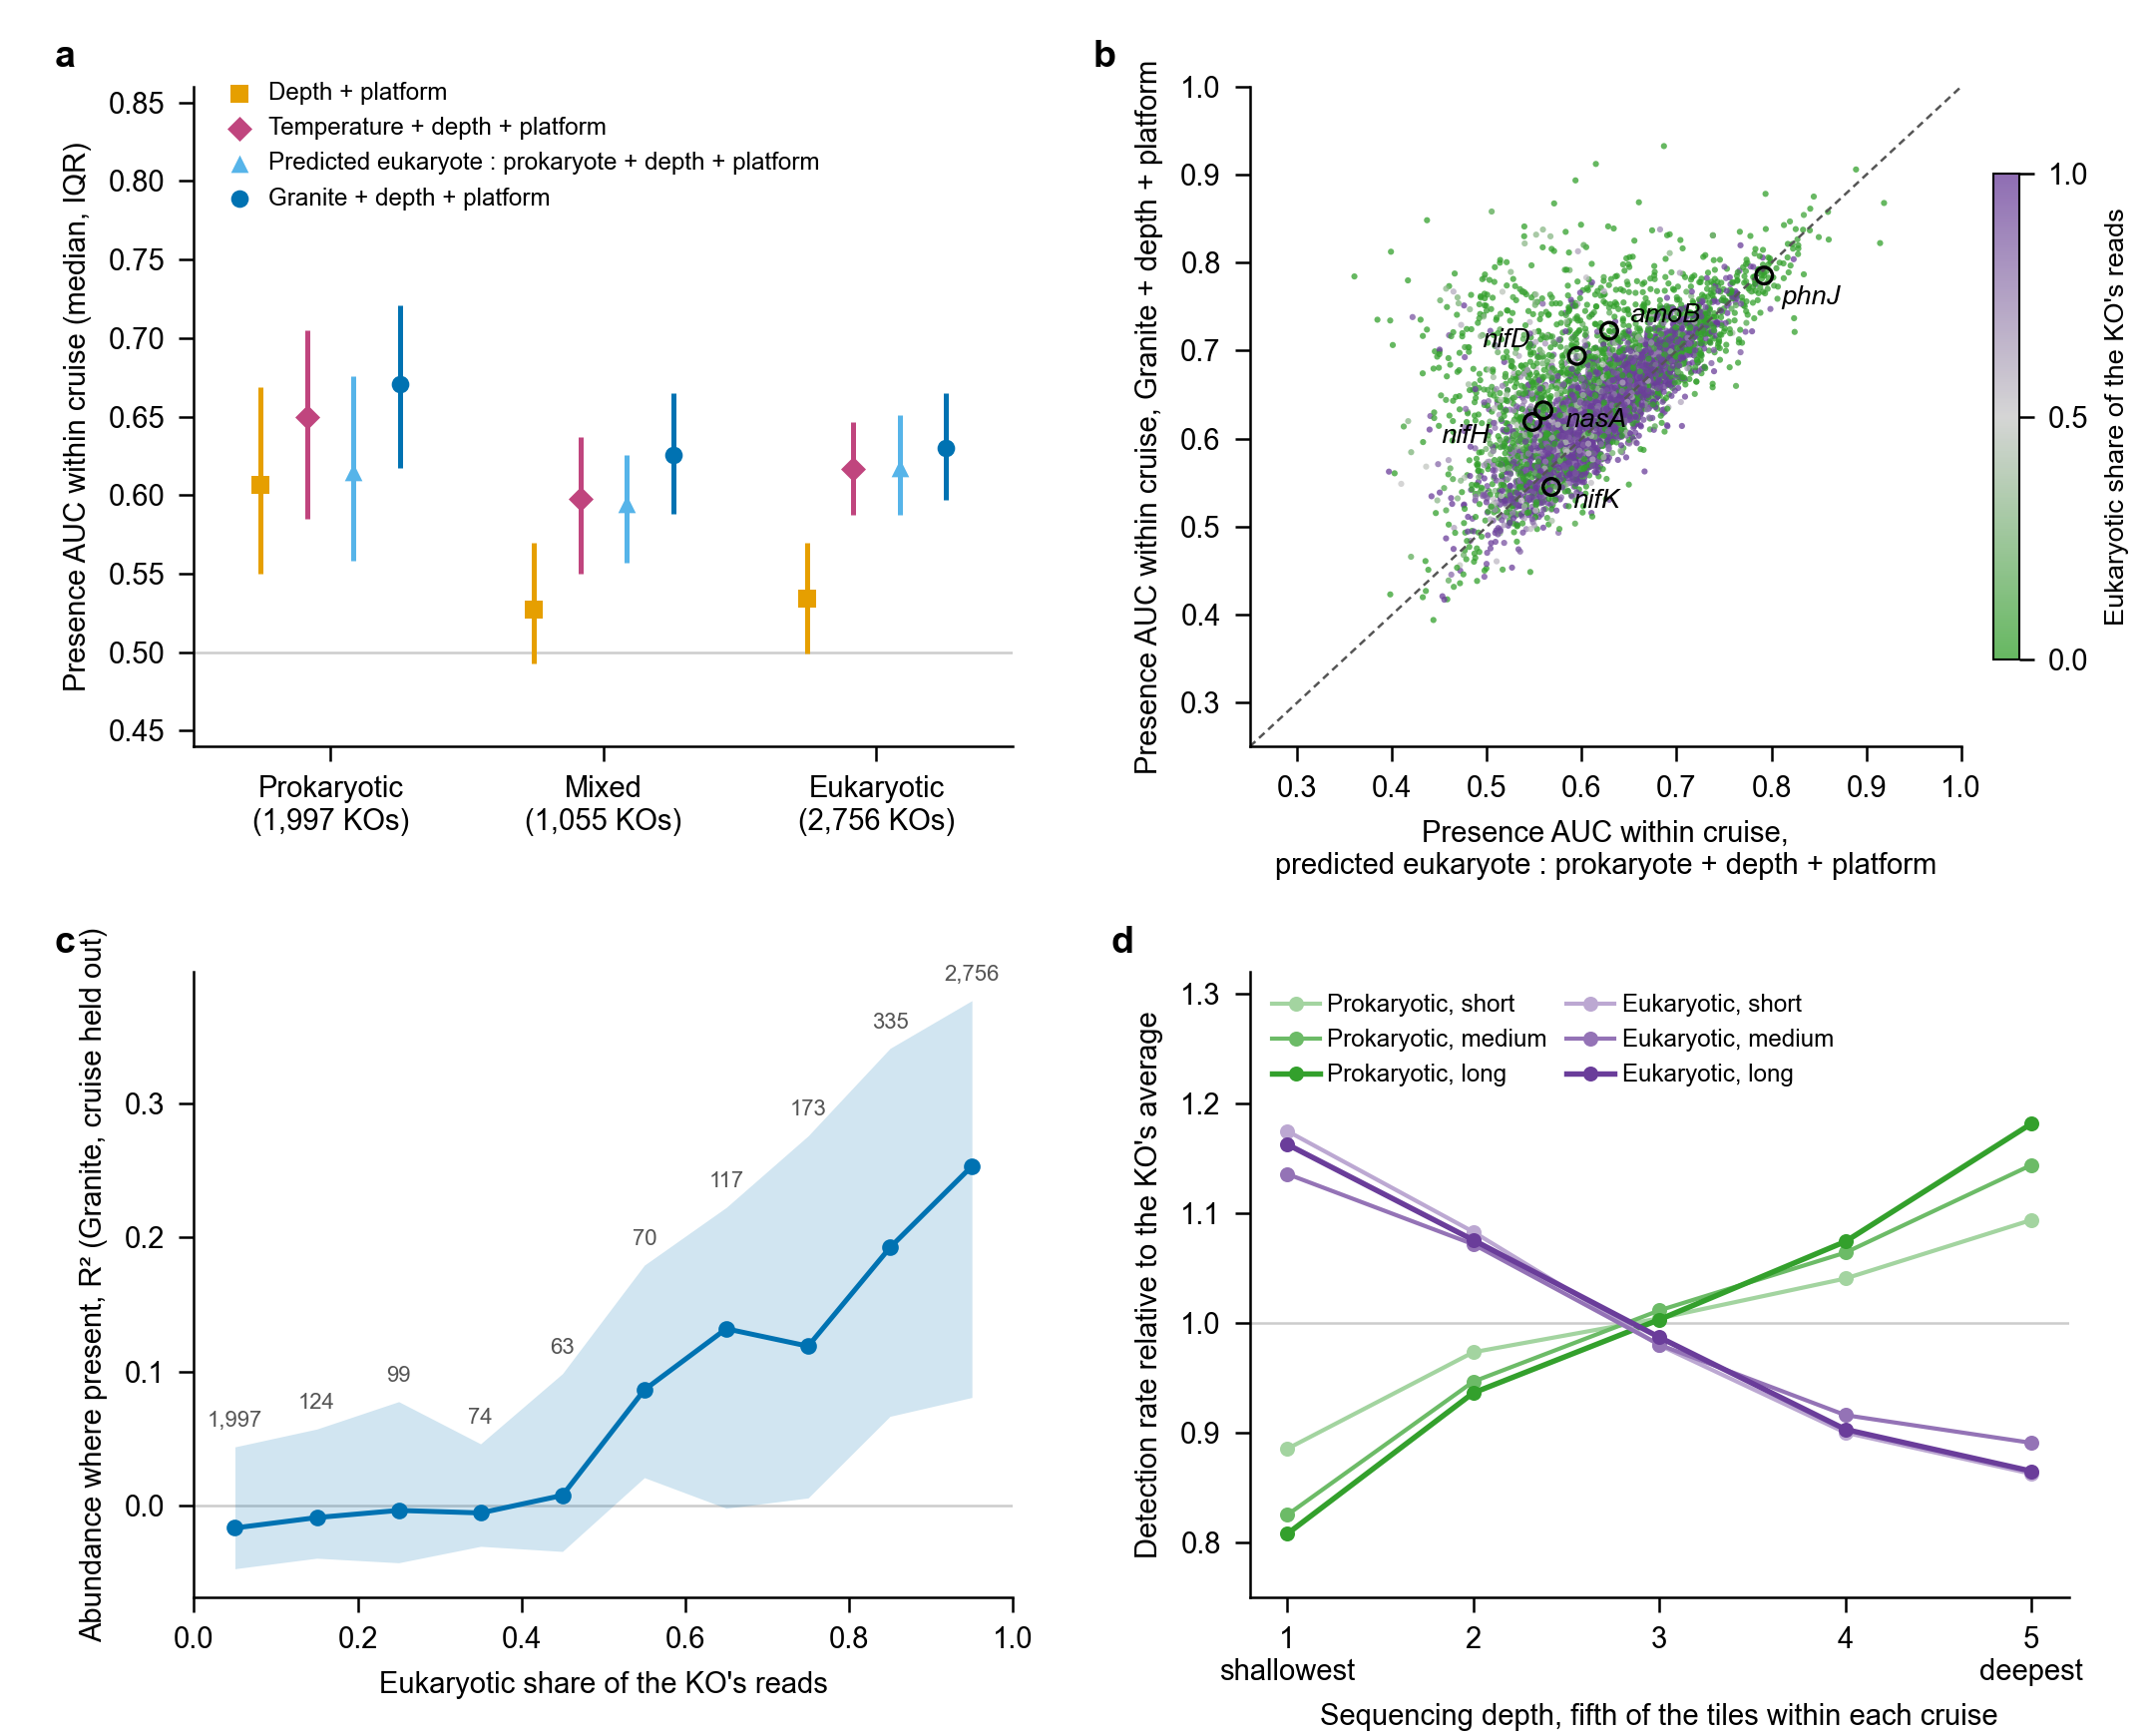 a
Presence AUC within cruise (median, IQR)
0.85
0.80
0.75
0.70
0.65
0.60
0.55
0.50
0.45
Depth + platform
Temperature + depth + platform
Predicted eukaryote : prokaryote + depth + platform
Granite + depth + platform
Prokaryotic
(1,997 KOs)
Mixed
(1,055 KOs)
Eukaryotic
(2,756 KOs)
b
Presence AUC within cruise, Granite + depth + platform
1.0
0.9
0.8
0.7
0.6
0.5
0.4
0.3
phnJ
amoB
nifD
nasA
nifH
nifK
0.3
0.4
0.5
0.6
0.7
0.8
0.9
1.0
Presence AUC within cruise,
predicted eukaryote : prokaryote + depth + platform
1.0
0.5
0.0
Eukaryotic share of the KO's reads
c
Abundance where present, R² (Granite, cruise held out)
0.3
0.2
0.1
0.0
1,997
124
99
74
63
70
117
173
335
2,756
0.0
0.2
0.4
0.6
0.8
1.0
Eukaryotic share of the KO's reads
d
Detection rate relative to the KO's average
1.3
1.2
1.1
1.0
0.9
0.8
Prokaryotic, short
Prokaryotic, medium
Prokaryotic, long
Eukaryotic, short
Eukaryotic, medium
Eukaryotic, long
1
2
3
4
5
shallowest
deepest
Sequencing depth, fifth of the tiles within each cruise